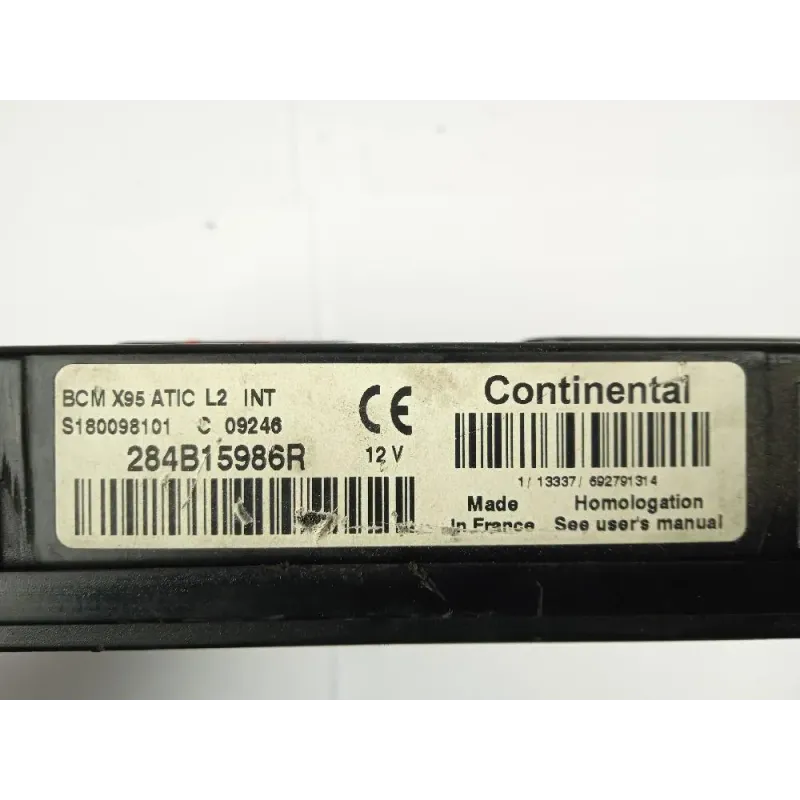 BCM X95 ATIC L2 INT
S180098101 C 09246
284B15986R
CE
12 V
Continental
1/ 13337/ 692791314
Made
In France
Homologation
See user's manual